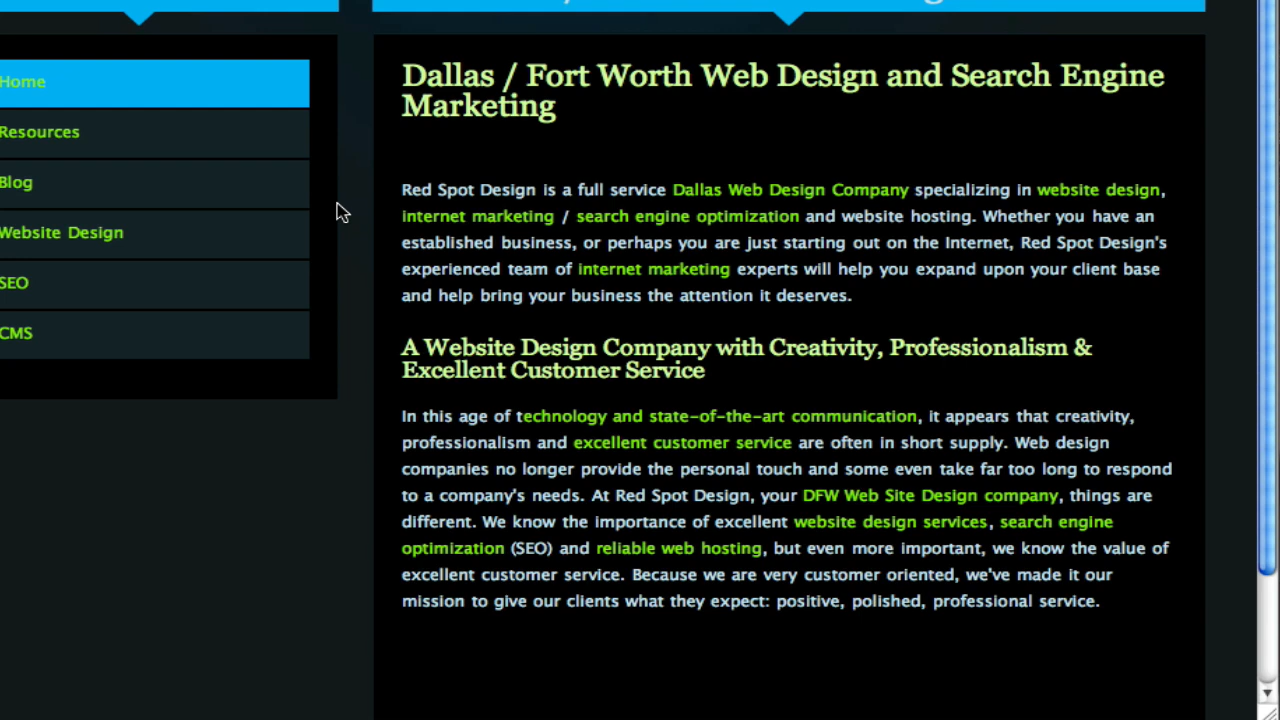 Home
Resources
Blog
Website Design
SEO
CMS
Dallas / Fort Worth Web Design and Search Engine
Marketing
Red Spot Design is a full service Dallas Web Design Company specializing in website design,
internet marketing / search engine optimization and website hosting. Whether you have an
established business, or perhaps you are just starting out on the Internet, Red Spot Design's
experienced team of internet marketing experts will help you expand upon your client base
and help bring your business the attention it deserves.
A Website Design Company with Creativity, Professionalism &
Excellent Customer Service
In this age of technology and state-of-the-art communication, it appears that creativity,
professionalism and excellent customer service are often in short supply. Web design
companies no longer provide the personal touch and some even take far too long to respond
to a company's needs. At Red Spot Design, your DFW Web Site Design company, things are
different. We know the importance of excellent website design services, search engine
optimization (SEO) and reliable web hosting, but even more important, we know the value of
excellent customer service. Because we are very customer oriented, we've made it our
mission to give our clients what they expect: positive, polished, professional service.